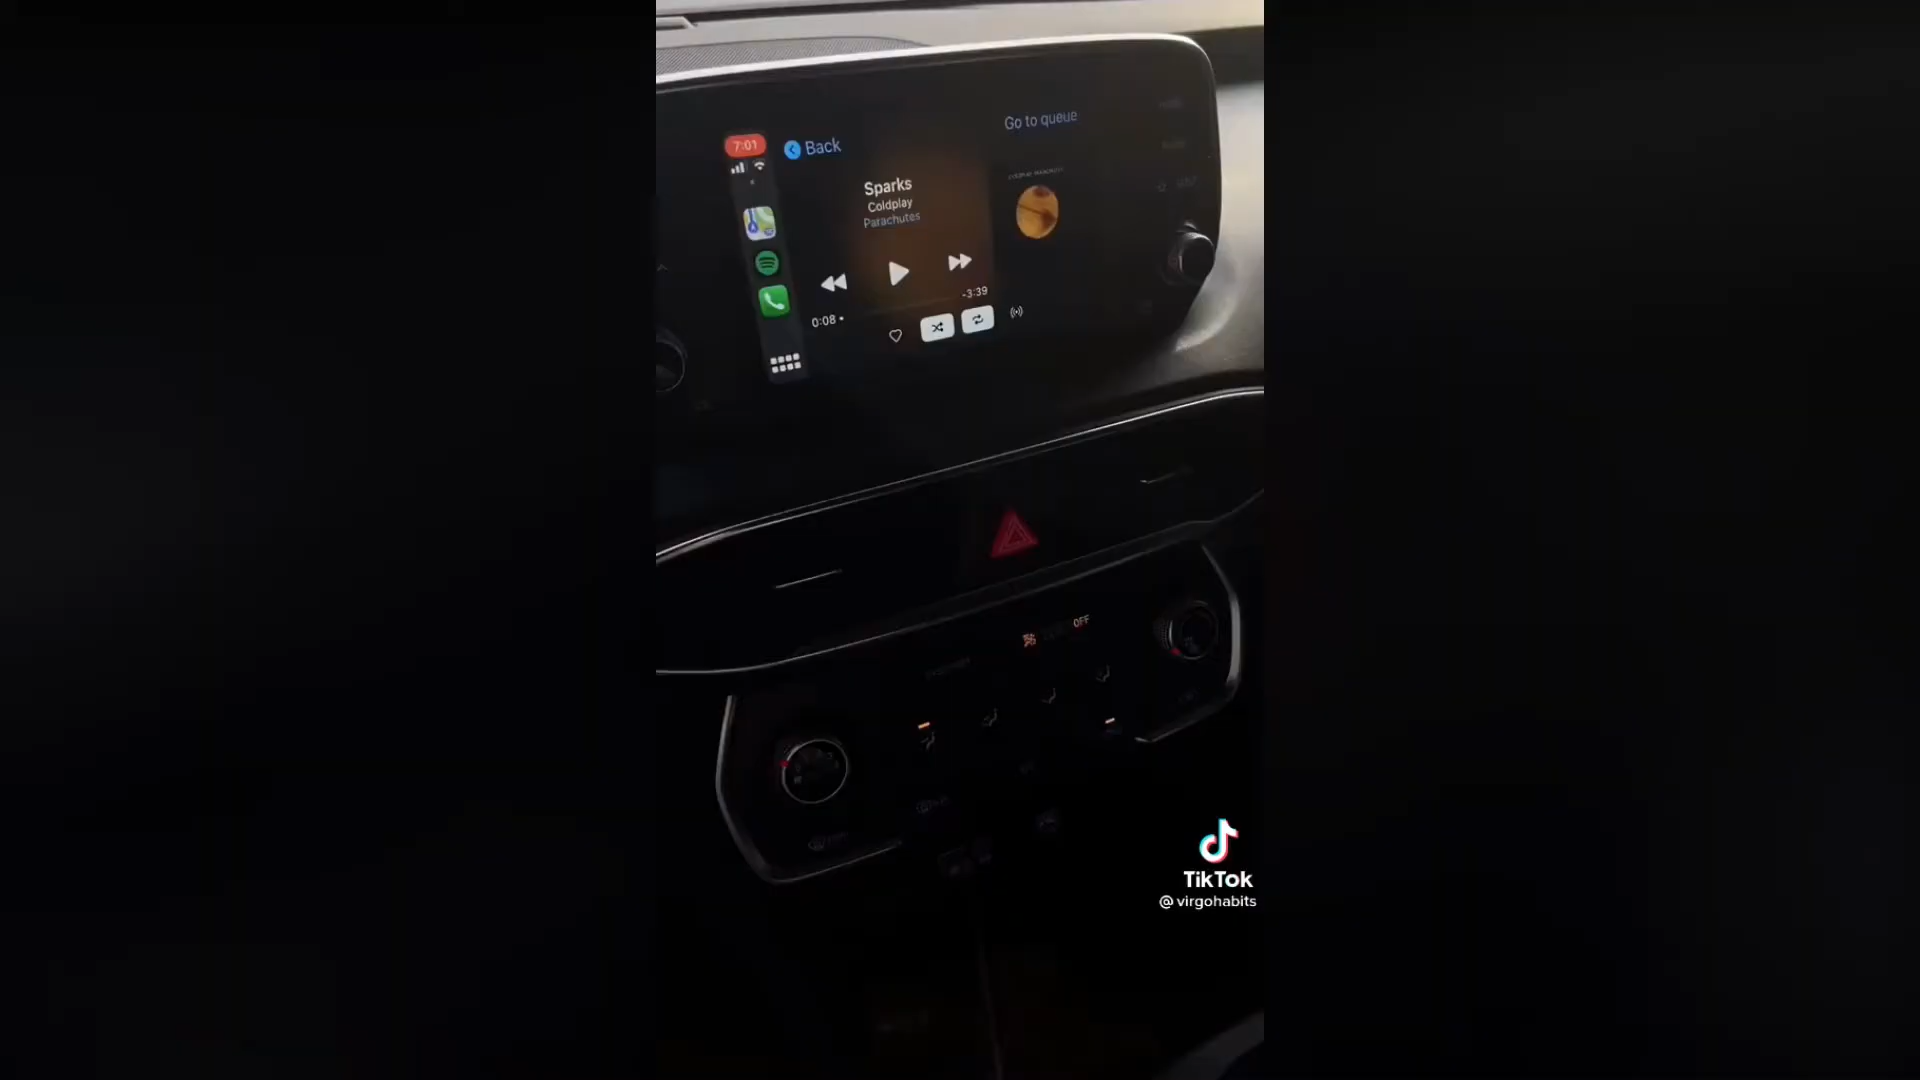 7:01
Back
Go to queue
Sparks
Coldplay
Parachutes
0:08
-3:39
OFF
TikTok
@virgohabits